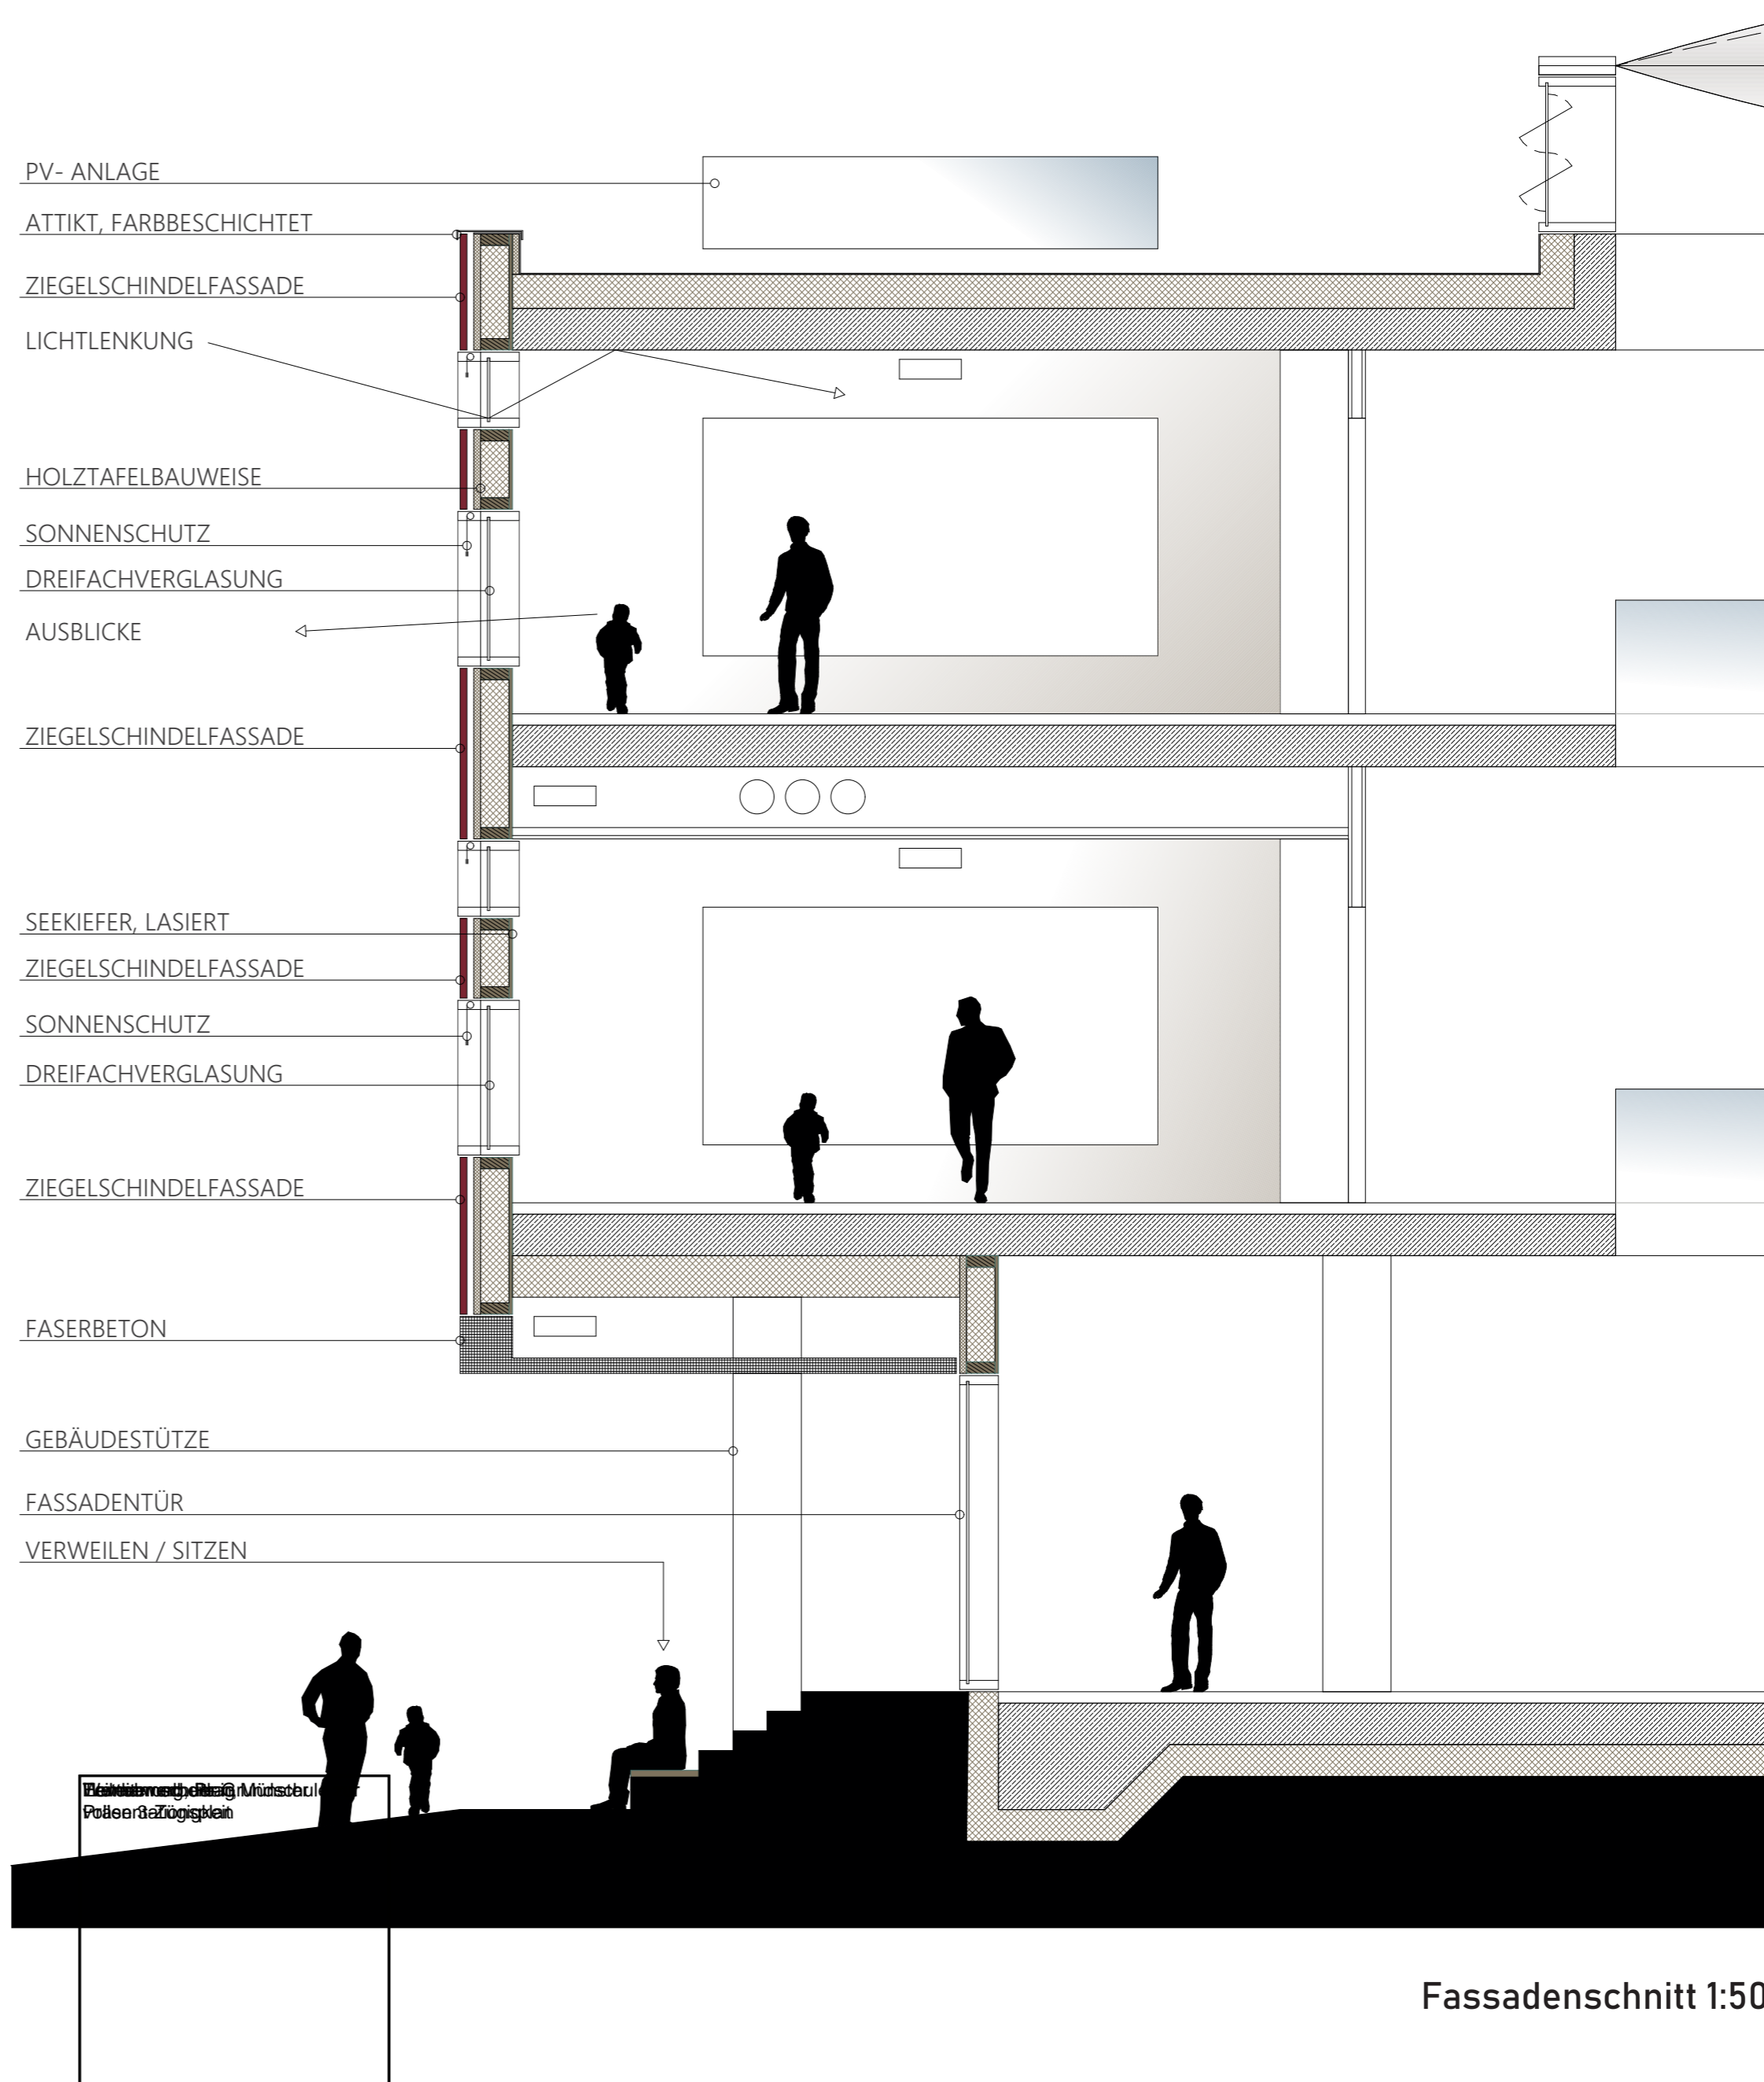 PV- ANLAGE
ATTIKT, FARBBESCHICHTET
ZIEGELSCHINDELFASSADE
LICHTLENKUNG
HOLZTAFELBAUWEISE
SONNENSCHUTZ
DREIFACHVERGLASUNG
AUSBLICKE
ZIEGELSCHINDELFASSADE
SEEKIEFER, LASIERT
ZIEGELSCHINDELFASSADE
SONNENSCHUTZ
DREIFACHVERGLASUNG
ZIEGELSCHINDELFASSADE
FASERBETON
GEBÄUDESTÜTZE
FASSADENTÜR
VERWEILEN / SITZEN
Fassadenschnitt 1:50